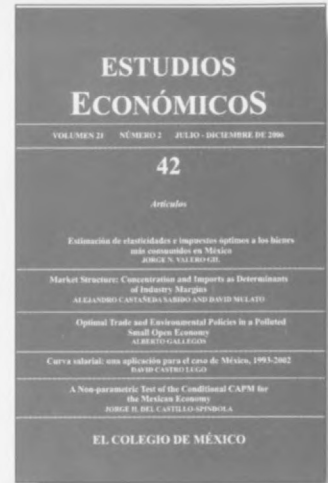 ESTUDIOS
ECONÓMICOS
VOLUMEN 21 NÚMERO 2 JULIO - DICIEMBRE DE 2006
42
Artículos
Estimación de elasticidades e impuestos óptimos a los bienes
más consumidos en México
JORGE N. VALERO GIL
Market Structure: Concentration and Imports as Determinants
of Industry Margins
ALEJANDRO CASTAÑEDA SABIDO AND DAVID MULATO
Optimal Trade and Environmental Policies in a Polluted
Small Open Economy
ALBERTO GALLEGOS
Curva salarial: una aplicación para el caso de México, 1993-2002
DAVID CASTRO LUGO
A Non-parametric Test of the Conditional CAPM for
the Mexican Economy
JORGE H. DEL CASTILLO-SPÍNDOLA
EL COLEGIO DE MÉXICO